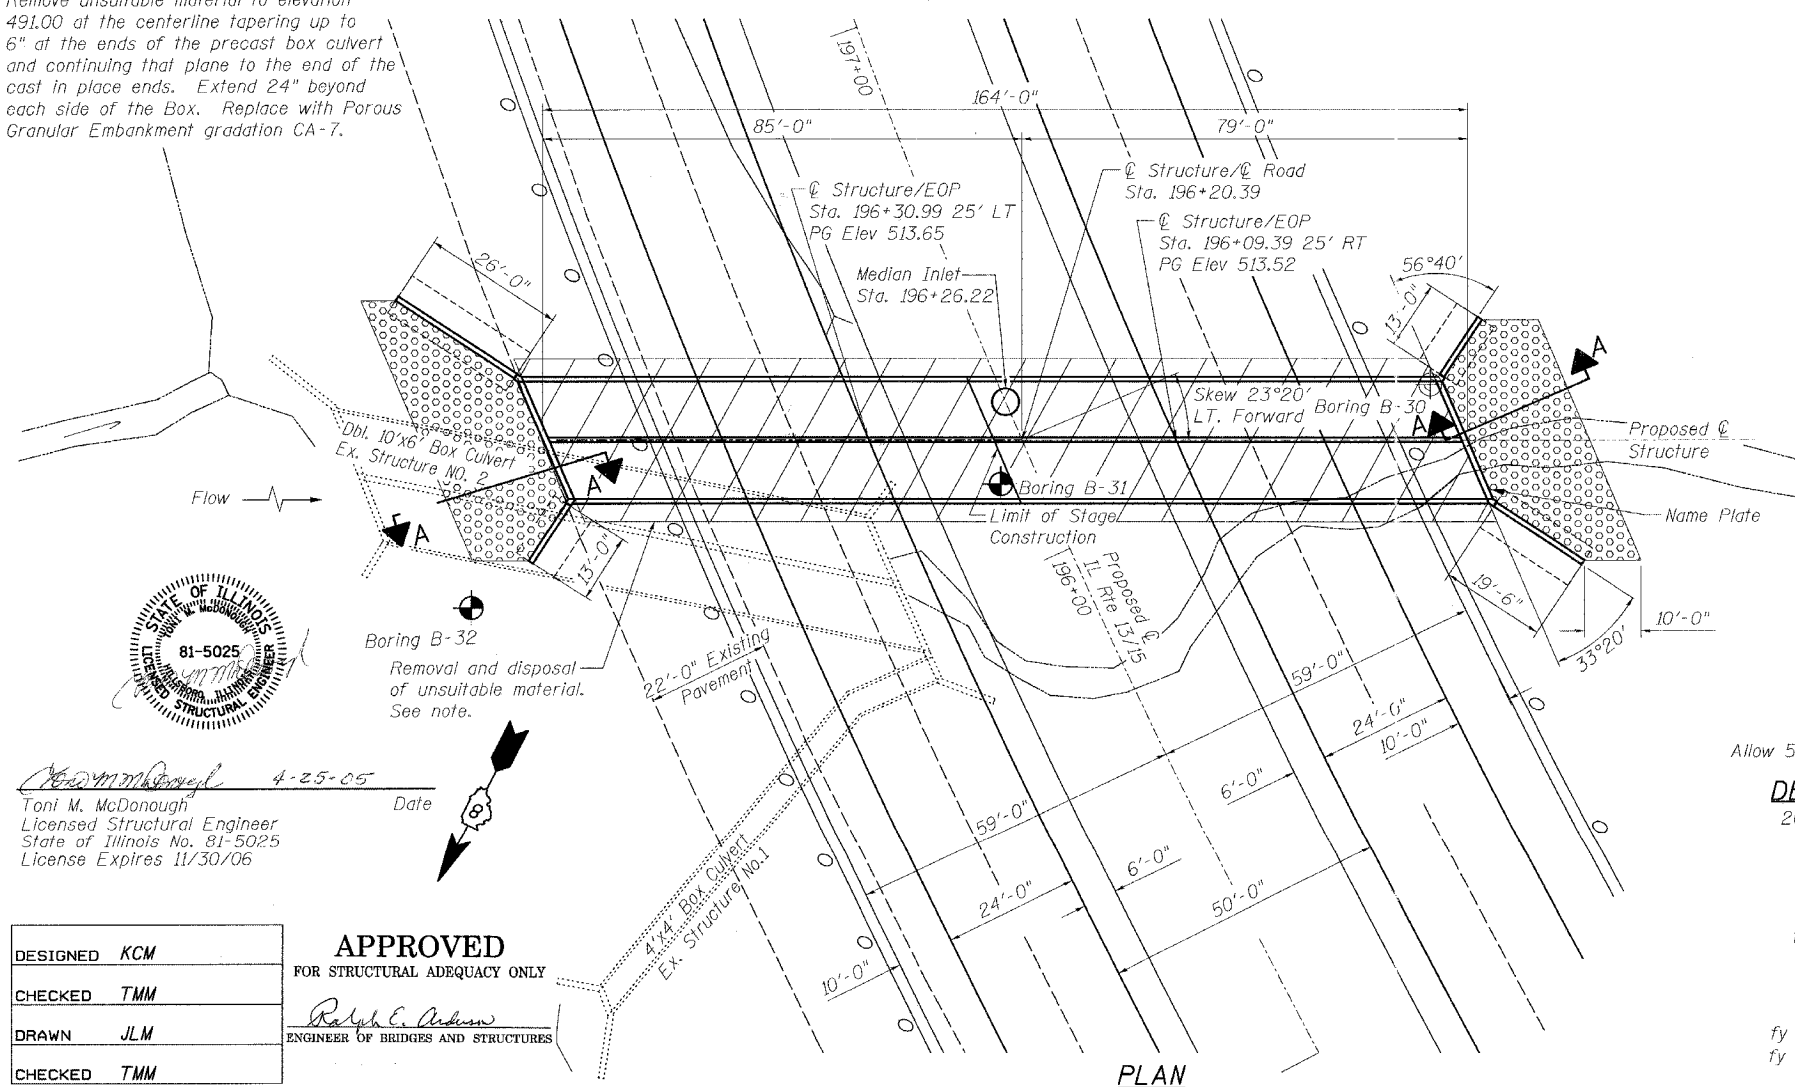 Remove unsuitable material to elevation
491.00 at the centerline tapering up to
6" at the ends of the precast box culvert
and continuing that plane to the end of the
cast in place ends. Extend 24" beyond
each side of the Box. Replace with Porous
Granular Embankment gradation CA-7.
197+00
164'-0"
85'-0"
79'-0"
℄ Structure/℄ Road
Sta. 196+20.39
℄ Structure/EOP
Sta. 196+30.99 25' LT
PG Elev 513.65
℄ Structure/EOP
Sta. 196+09.39 25' RT
PG Elev 513.52
Median Inlet
Sta. 196+26.22
26'-0"
56°40'
13'-0"
A
A
Skew 23°20'
LT. Forward
Boring B-30
Proposed ℄
Structure
Dbl. 10'x6' Box Culvert
Ex. Structure NO. 2
A
A
Flow
Boring B-31
Limit of Stage
Construction
Name Plate
13'-0"
Proposed ℄
IL Rte 13/15
196+00
19'-6"
10'-0"
33°20'
STATE OF ILLINOIS
TONI M. McDONOUGH
81-5025
HILLSBORO, ILLINOIS
LICENSED STRUCTURAL ENGINEER
Boring B-32
Removal and disposal
of unsuitable material.
See note.
22'-0" Existing
Pavement
59'-0"
24'-0"
10'-0"
6'-0"
59'-0"
6'-0"
24'-0"
50'-0"
10'-0"
4'x4' Box Culvert
Ex. Structure No.1
Allow 5
4-25-05
Toni M. McDonough Date
Licensed Structural Engineer
State of Illinois No. 81-5025
License Expires 11/30/06
DESIGNED KCM
CHECKED TMM
DRAWN JLM
CHECKED TMM
APPROVED
FOR STRUCTURAL ADEQUACY ONLY
Ralph E. Anderson
ENGINEER OF BRIDGES AND STRUCTURES
fy
fy
PLAN